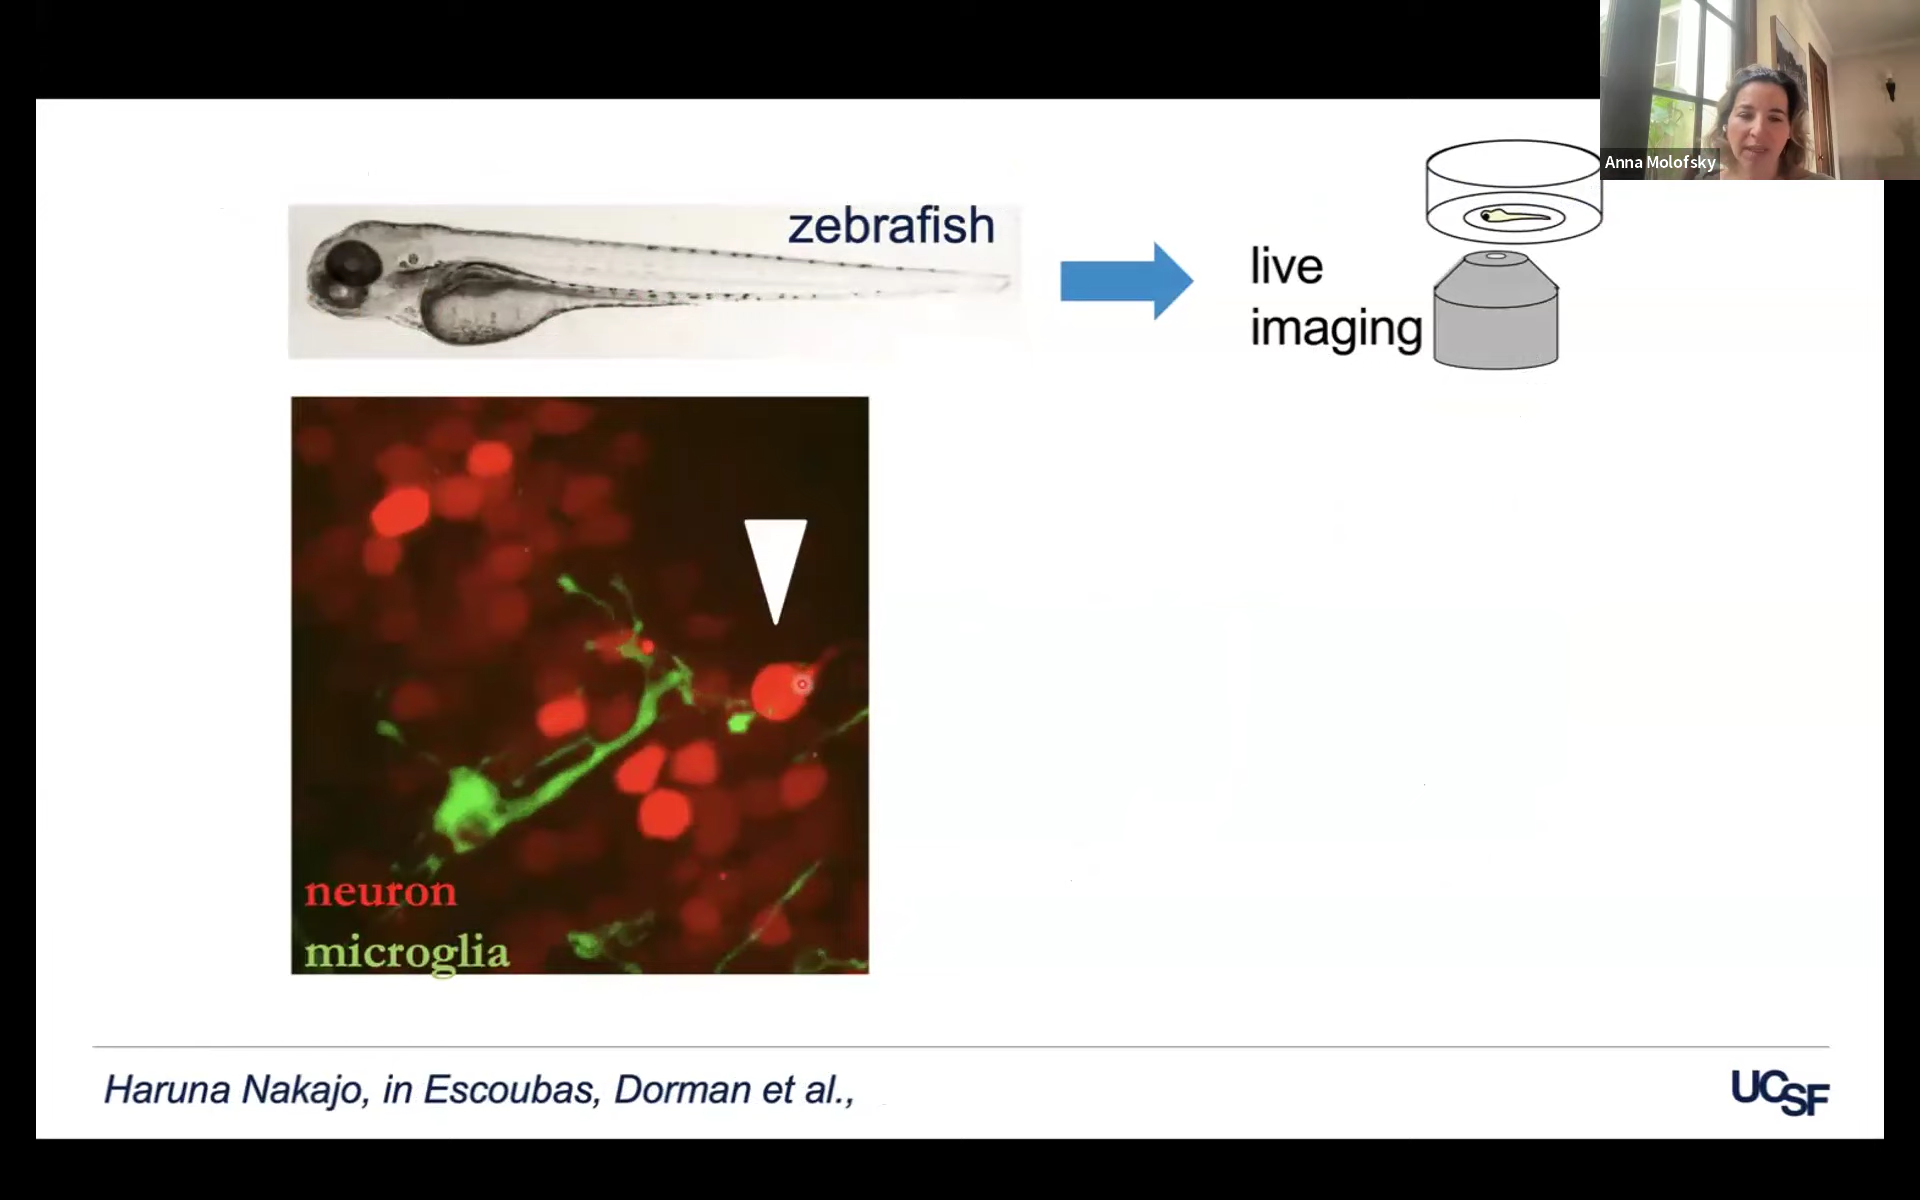 Anna Molofsky
zebrafish
live
imaging
neuron
microglia
Haruna Nakajo, in Escoubas, Dorman et al.,
UCSF